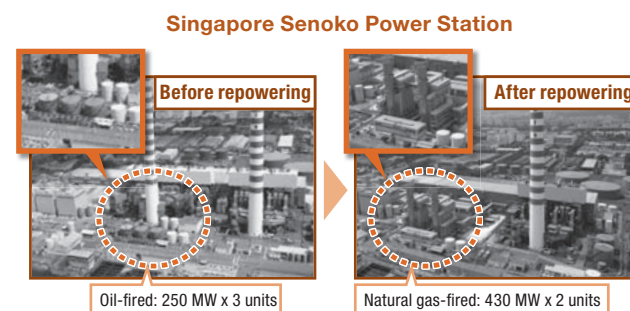 Singapore Senoko Power Station
Before repowering
After repowering
Oil-fired: 250 MW x 3 units
Natural gas-fired: 430 MW x 2 units